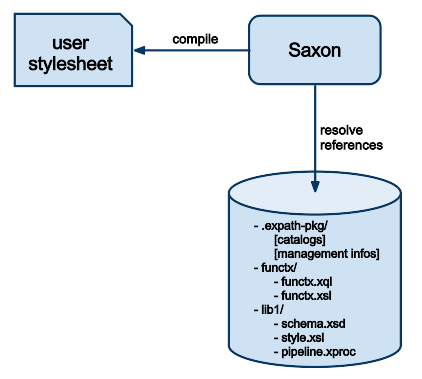 user
stylesheet
compile
Saxon
resolve
references
- .expath-pkg/
[catalogs]
[management infos]
- functx/
- functx.xql
- functx.xsl
- lib1/
- schema.xsd
- style.xsl
- pipeline.xproc